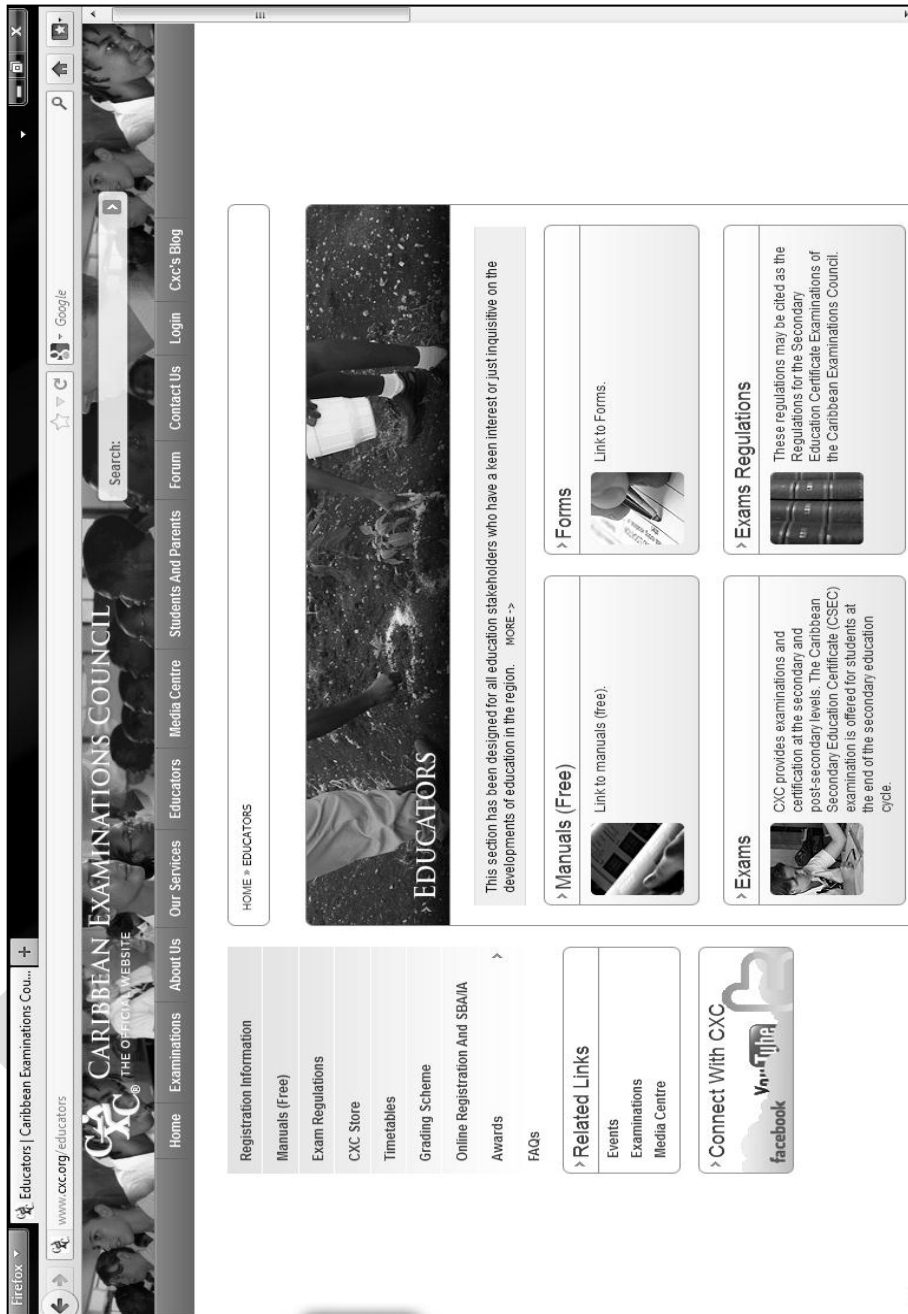 Firefox
Educators | Caribbean Examinations Cou...
+
www.cxc.org/educators
Google
CXC®
CARIBBEAN EXAMINATIONS COUNCIL
THE OFFICIAL WEBSITE
Search:
Home
Examinations
About Us
Our Services
Educators
Media Centre
Students And Parents
Forum
Contact Us
Login
Cxc's Blog
Registration Information
Manuals (Free)
Exam Regulations
CXC Store
Timetables
Grading Scheme
Online Registration And SBA/IA
Awards
FAQs
Related Links
Events
Examinations
Media Centre
Connect With CXC
facebook
YouTube
HOME » EDUCATORS
EDUCATORS
This section has been designed for all education stakeholders who have a keen interest or just inquisitive on the
developments of education in the region. MORE ->
Manuals (Free)
Link to manuals (free).
Forms
Link to Forms.
Exams
CXC provides examinations and
certification at the secondary and
post-secondary levels. The Caribbean
Secondary Education Certificate (CSEC)
examination is offered for students at
the end of the secondary education
cycle.
Exams Regulations
These regulations may be cited as the
Regulations for the Secondary
Education Certificate Examinations of
the Caribbean Examinations Council.